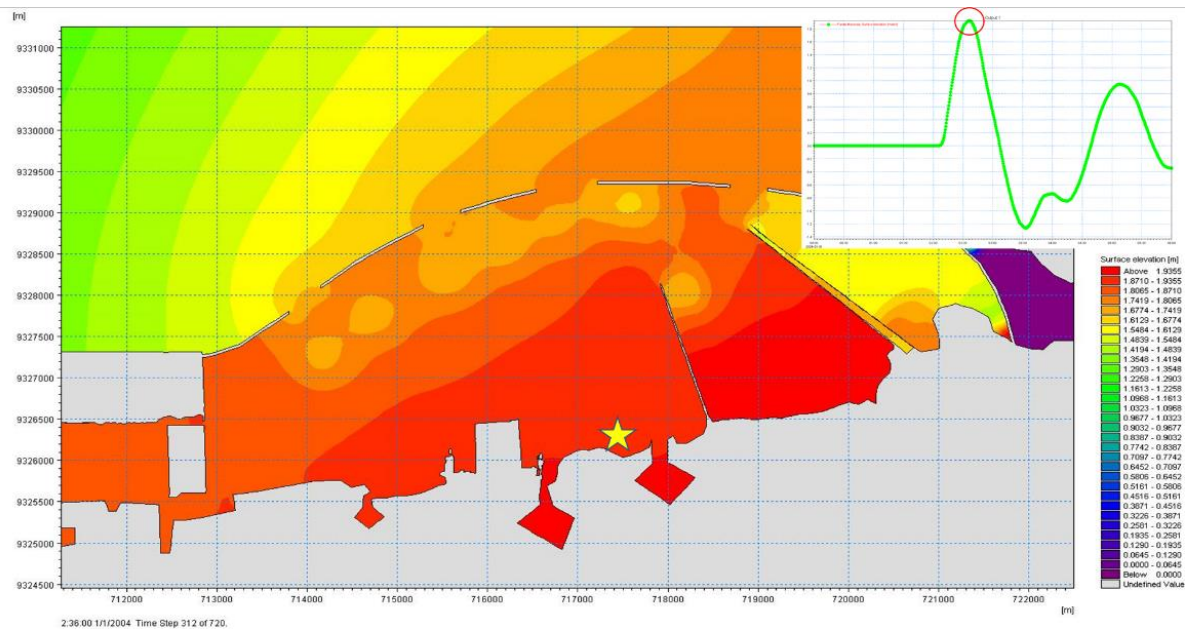 [m]
9331000
9330500
9330000
9329500
9329000
9328500
9328000
9327500
9327000
9326500
9326000
9325500
9325000
9324500
712000 713000 714000 715000 716000 717000 718000 719000 720000 721000 722000
[m]
2:36:00 1/1/2004 Time Step 312 of 720.
Surface elevation [m]
Above 1.9355
1.8710 - 1.9355
1.8065 - 1.8710
1.7419 - 1.8065
1.6774 - 1.7419
1.6129 - 1.6774
1.5484 - 1.6129
1.4839 - 1.5484
1.4194 - 1.4839
1.3548 - 1.4194
1.2903 - 1.3548
1.2258 - 1.2903
1.1613 - 1.2258
1.0968 - 1.1613
1.0323 - 1.0968
0.9677 - 1.0323
0.9032 - 0.9677
0.8387 - 0.9032
0.7742 - 0.8387
0.7097 - 0.7742
0.6452 - 0.7097
0.5806 - 0.6452
0.5161 - 0.5806
0.4516 - 0.5161
0.3871 - 0.4516
0.3226 - 0.3871
0.2581 - 0.3226
0.1935 - 0.2581
0.1290 - 0.1935
0.0645 - 0.1290
0.0000 - 0.0645
Below 0.0000
Undefined Value